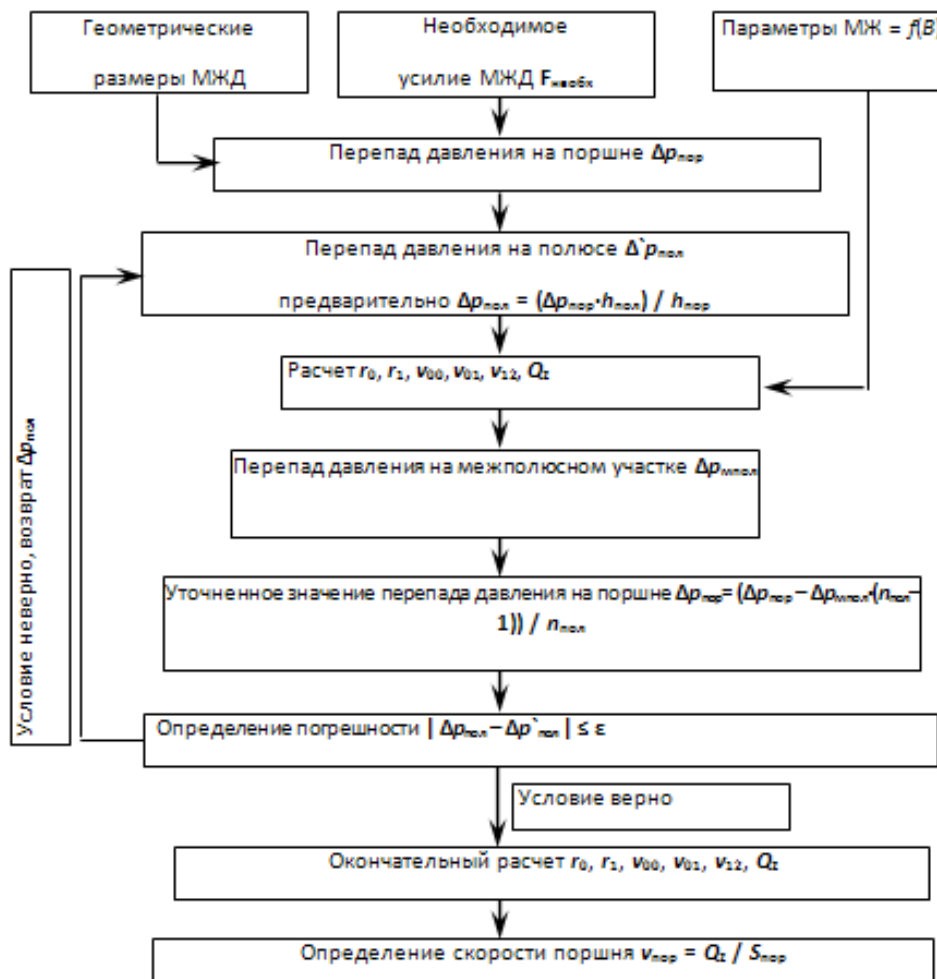 Геометрические
размеры МЖД
Необходимое
усилие МЖД Fнеобх
Параметры МЖ = f(B)
Перепад давления на поршне Δpпор
Перепад давления на полюсе Δ`pпол
предварительно Δpпол = (Δpпор·hпол) / hпор
Расчет r0, r1, v00, v01, v12, QΣ
Перепад давления на межполюсном участке Δpмпол
Уточненное значение перепада давления на поршне Δpпор= (Δpпор – Δpмпол·(nпол–
1)) / nпол
Условие неверно, возврат Δpпол
Определение погрешности | Δpпол – Δp`пол | ≤ ε
Условие верно
Окончательный расчет r0, r1, v00, v01, v12, QΣ
Определение скорости поршня vпор = QΣ / Sпор